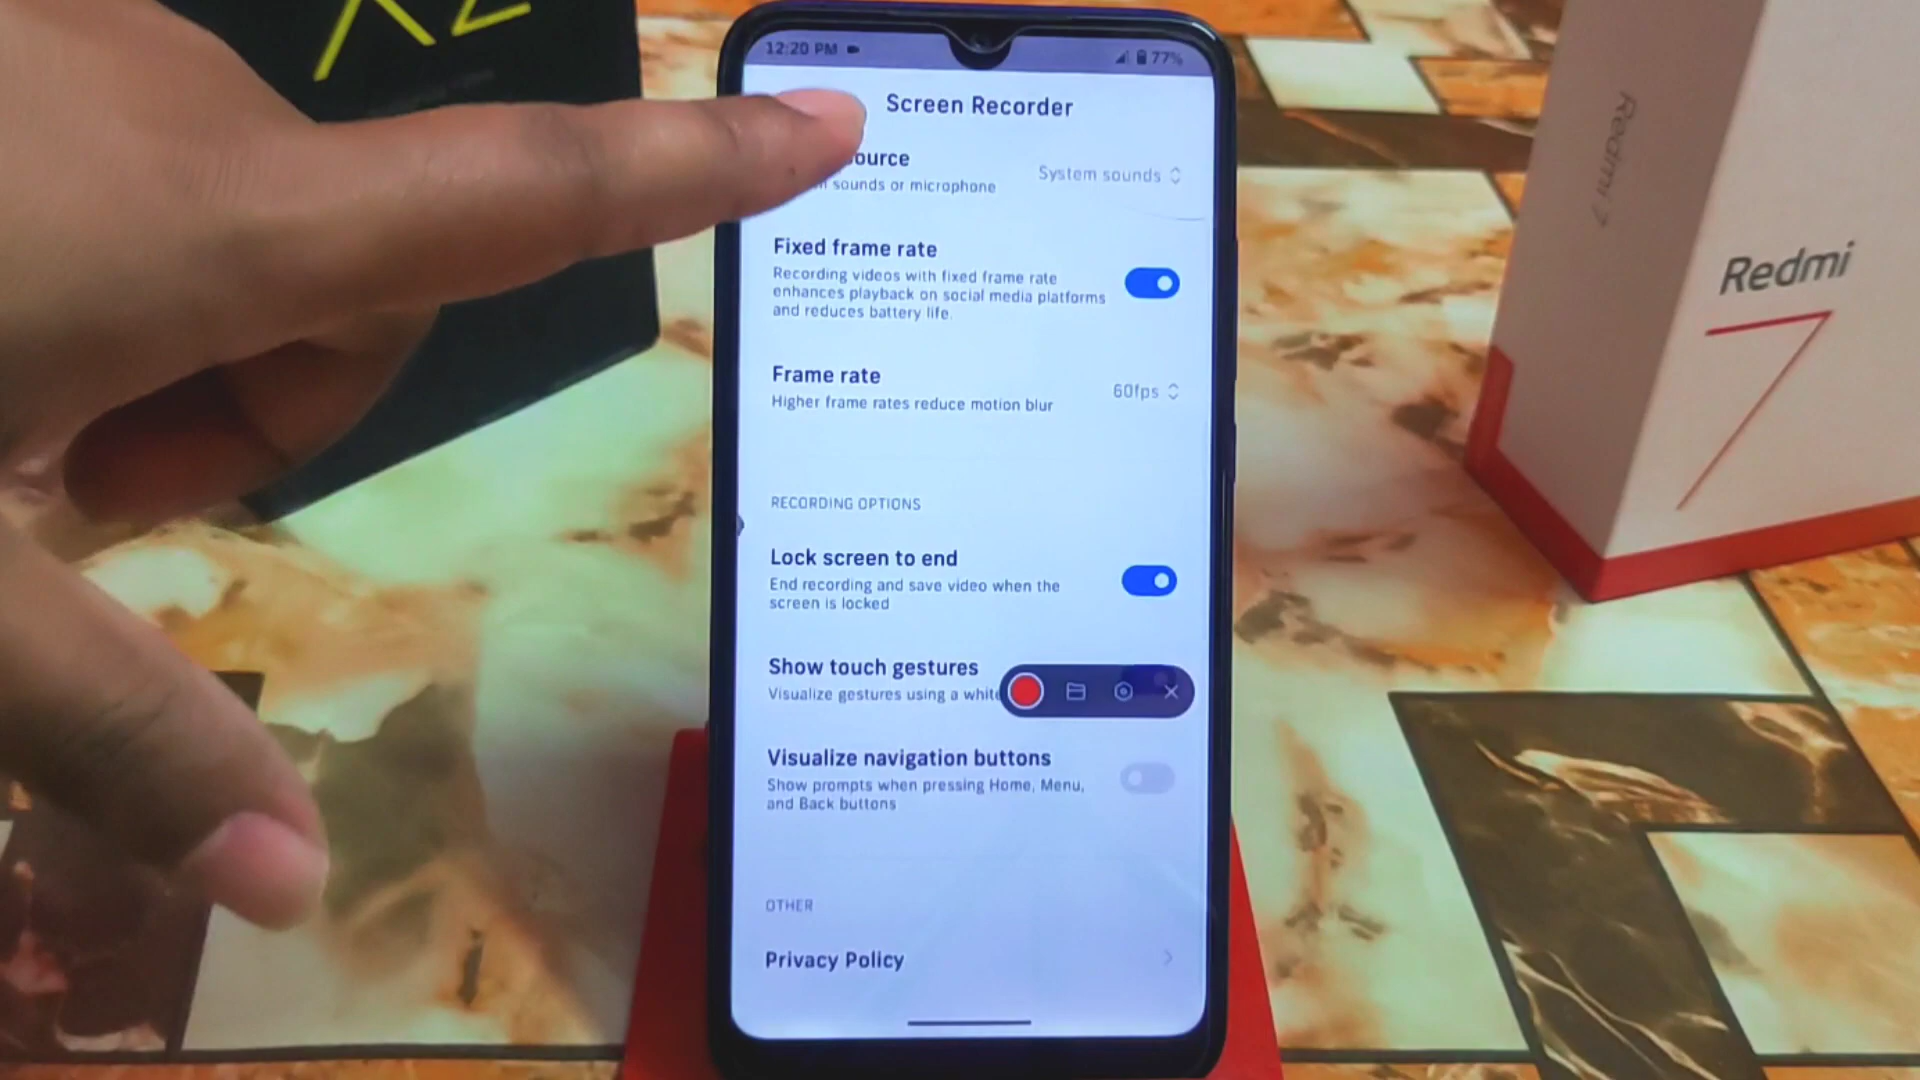 12:20 PM
77%
Screen Recorder
ource
sounds or microphone
System sounds
Fixed frame rate
Recording videos with fixed frame rate
enhances playback on social media platforms
and reduces battery life.
Frame rate
Higher frame rates reduce motion blur
60fps
RECORDING OPTIONS
Lock screen to end
End recording and save video when the
screen is locked
Show touch gestures
Visualize gestures using a white
Visualize navigation buttons
Show prompts when pressing Home, Menu,
and Back buttons
OTHER
Privacy Policy
Redmi 7
Redmi
7